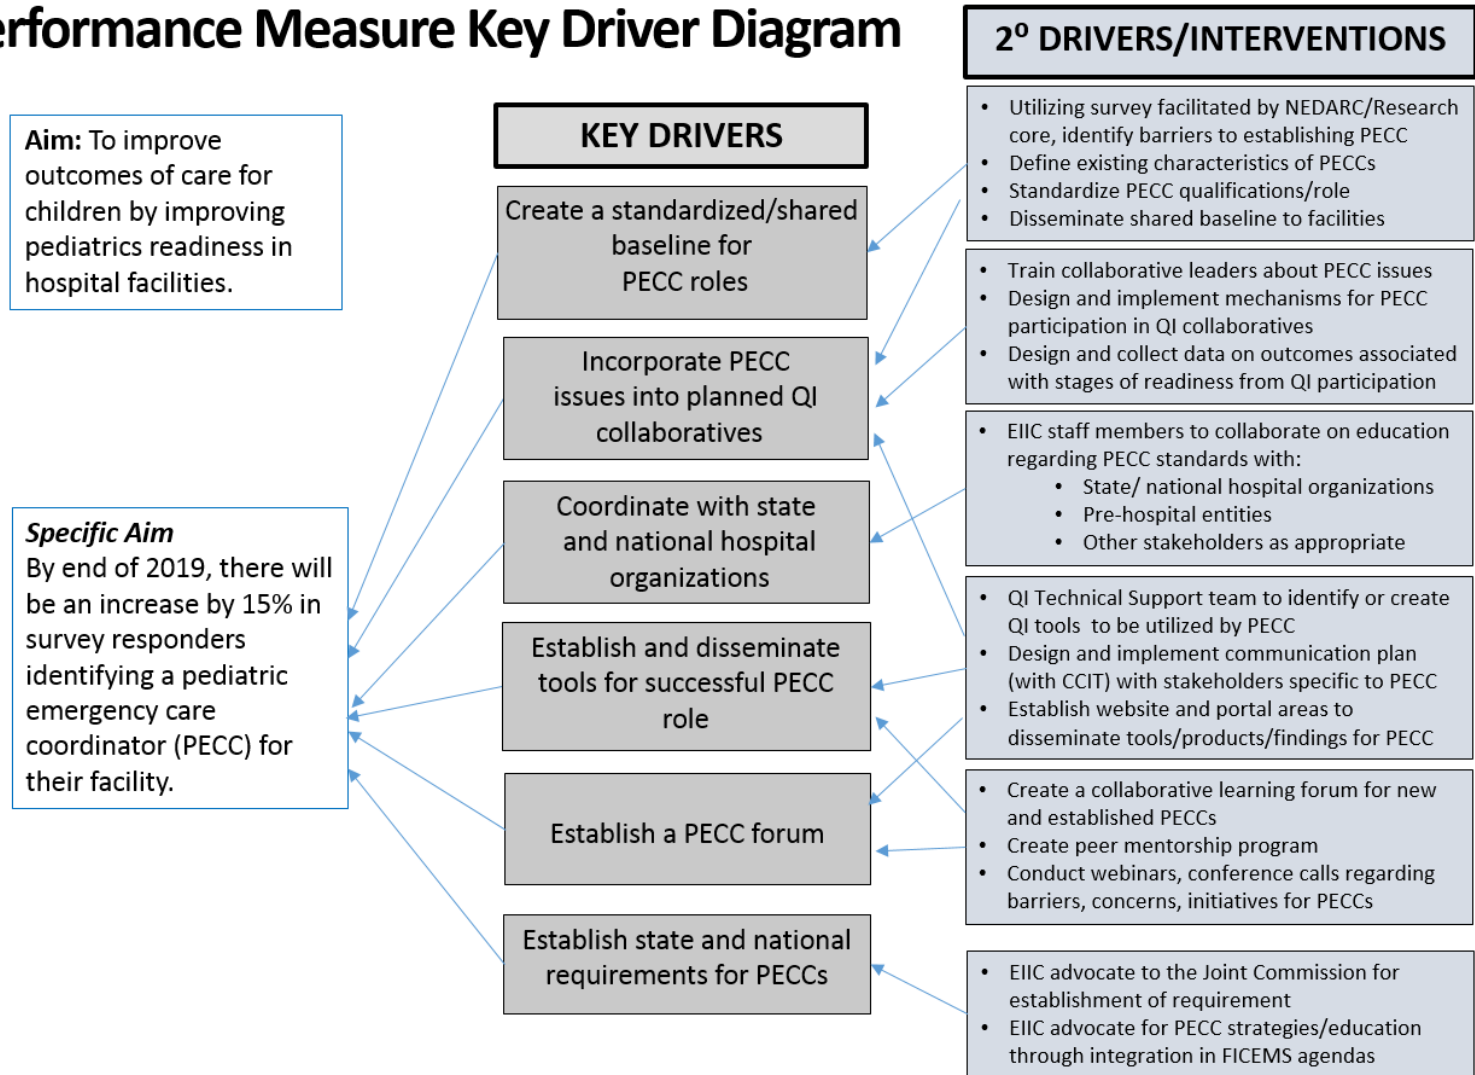 erformance Measure Key Driver Diagram
Aim: To improve
outcomes of care for
children by improving
pediatrics readiness in
hospital facilities.
Specific Aim
By end of 2019, there will
be an increase by 15% in
survey responders
identifying a pediatric
emergency care
coordinator (PECC) for
their facility.
KEY DRIVERS
Create a standardized/shared
baseline for
PECC roles
Incorporate PECC
issues into planned QI
collaboratives
Coordinate with state
and national hospital
organizations
Establish and disseminate
tools for successful PECC
role
Establish a PECC forum
Establish state and national
requirements for PECCs
2º DRIVERS/INTERVENTIONS
• Utilizing survey facilitated by NEDARC/Research
core, identify barriers to establishing PECC
• Define existing characteristics of PECCs
• Standardize PECC qualifications/role
• Disseminate shared baseline to facilities
• Train collaborative leaders about PECC issues
• Design and implement mechanisms for PECC
participation in QI collaboratives
• Design and collect data on outcomes associated
with stages of readiness from QI participation
• EIIC staff members to collaborate on education
regarding PECC standards with:
• State/ national hospital organizations
• Pre-hospital entities
• Other stakeholders as appropriate
• QI Technical Support team to identify or create
QI tools to be utilized by PECC
• Design and implement communication plan
(with CCIT) with stakeholders specific to PECC
• Establish website and portal areas to
disseminate tools/products/findings for PECC
• Create a collaborative learning forum for new
and established PECCs
• Create peer mentorship program
• Conduct webinars, conference calls regarding
barriers, concerns, initiatives for PECCs
• EIIC advocate to the Joint Commission for
establishment of requirement
• EIIC advocate for PECC strategies/education
through integration in FICEMS agendas